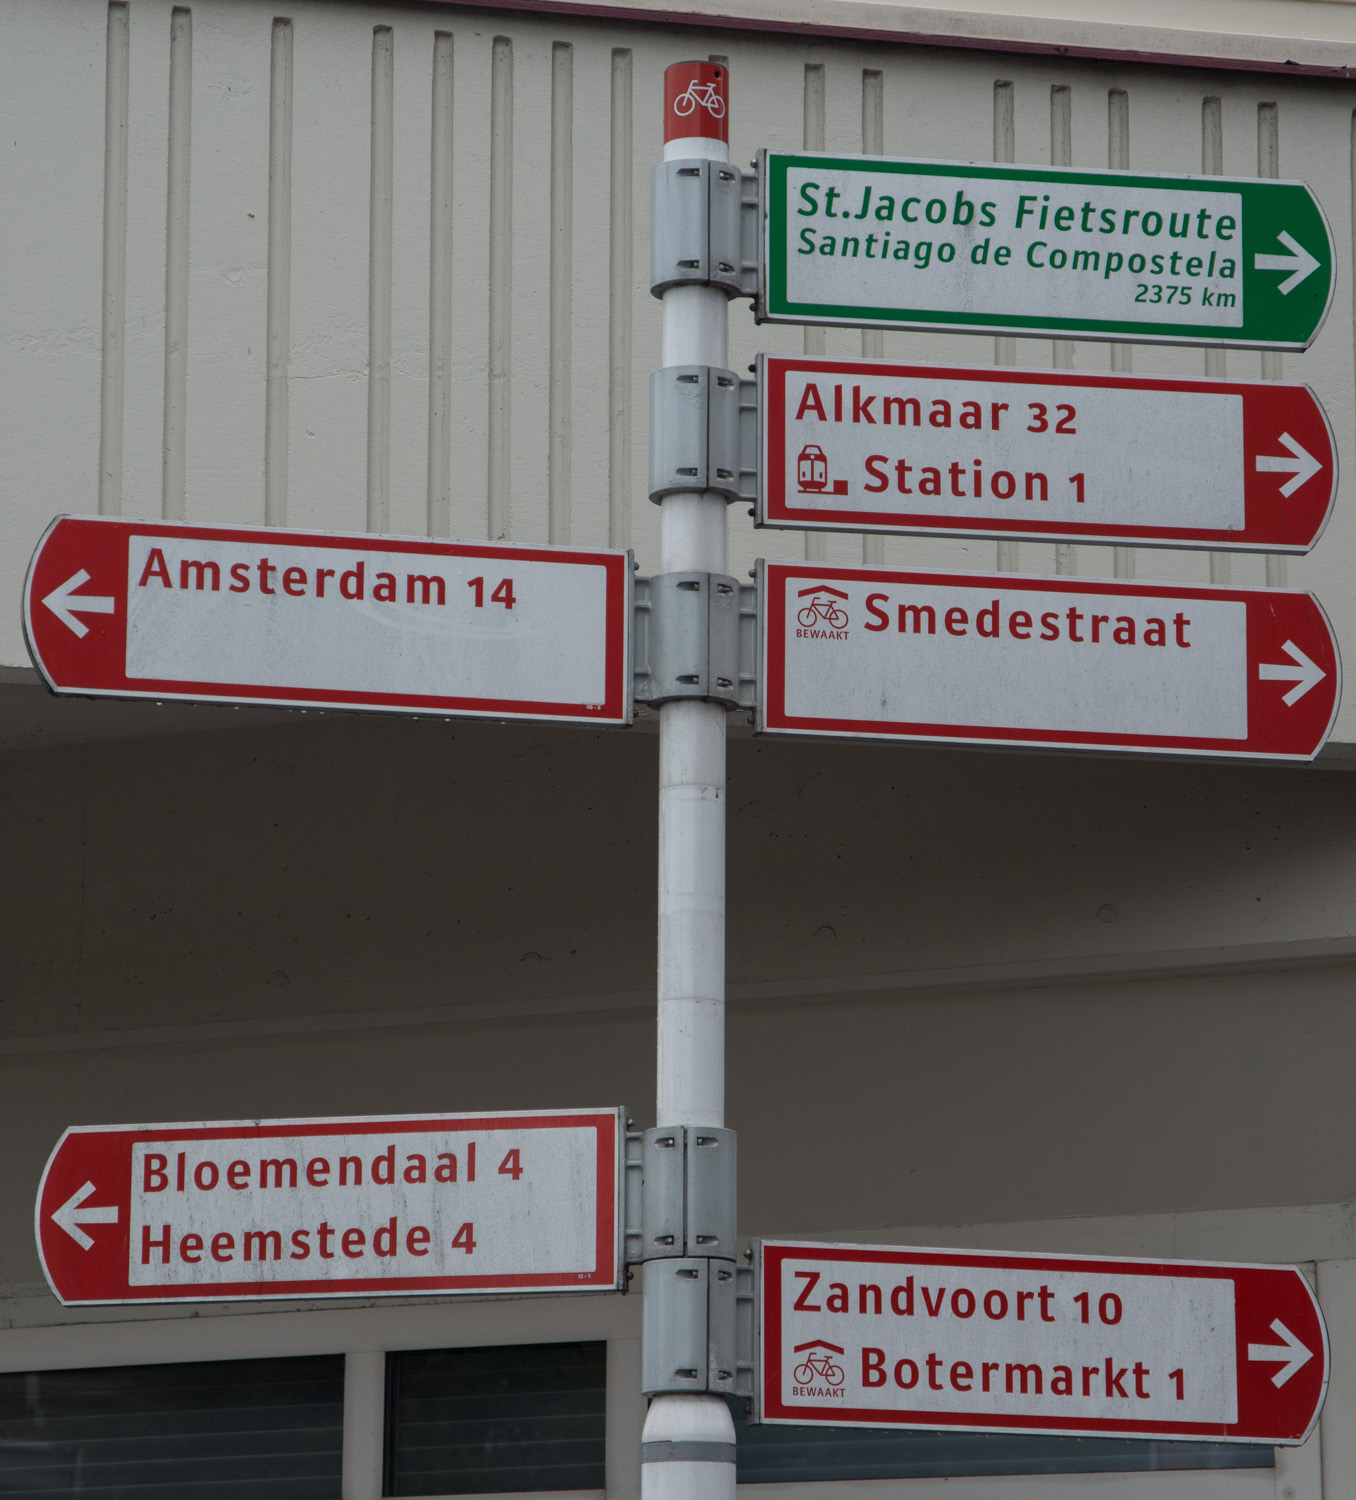 St.Jacobs Fietsroute
Santiago de Compostela
2375 km
Alkmaar 32
Station 1
Amsterdam 14
BEWAAKT
Smedestraat
Bloemendaal 4
Heemstede 4
Zandvoort 10
BEWAAKT
Botermarkt 1